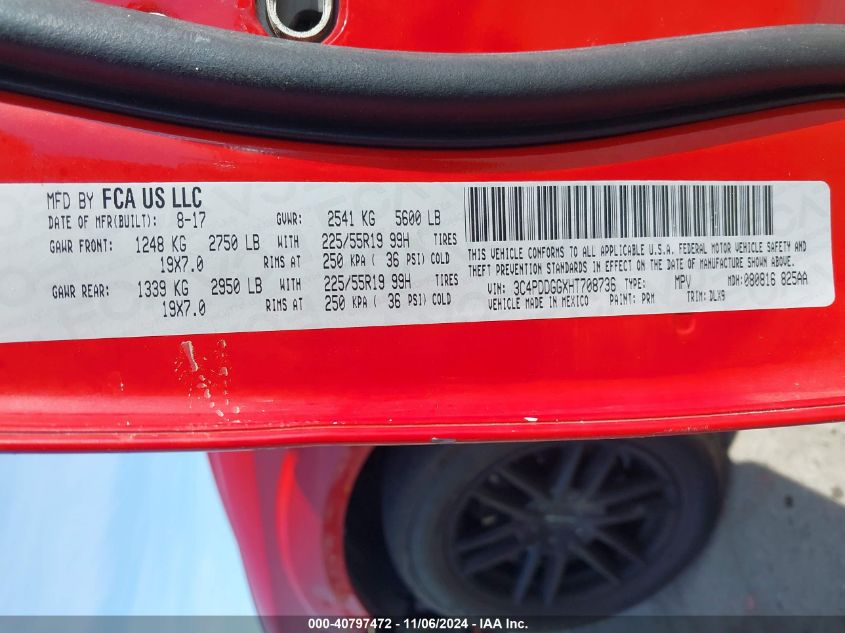 MFD BY FCA US LLC
DATE OF MFR(BUILT): 8-17 GVWR: 2541 KG 5600 LB
GAWR FRONT: 1248 KG 2750 LB WITH 225/55R19 99H TIRES
19X7.0 RIMS AT 250 KPA ( 36 PSI) COLD
GAWR REAR: 1339 KG 2950 LB WITH 225/55R19 99H TIRES
19X7.0 RIMS AT 250 KPA ( 36 PSI) COLD
THIS VEHICLE CONFORMS TO ALL APPLICABLE U.S.A. FEDERAL MOTOR VEHICLE SAFETY AND
THEFT PREVENTION STANDARDS IN EFFECT ON THE DATE OF MANUFACTURE SHOWN ABOVE.
VIN: 3C4PDDGGXHT708736 TYPE: MPV MDH: 080816 825AA
VEHICLE MADE IN MEXICO PAINT: PRM TRIM: DLX9
000-40797472 - 11/06/2024 - IAA Inc.